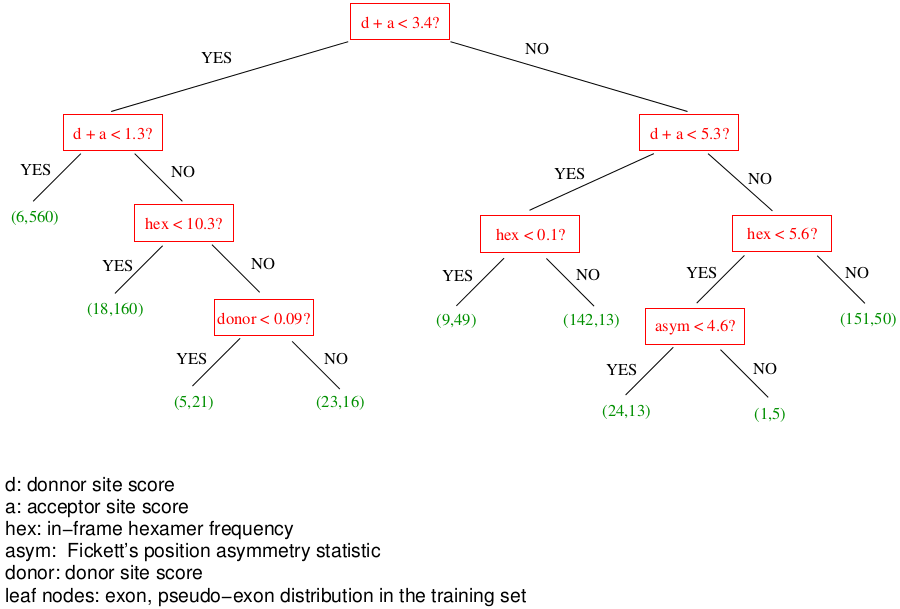 d + a < 3.4?
YES
NO
d + a < 1.3?
d + a < 5.3?
YES
NO
YES
NO
(6,560)
hex < 10.3?
hex < 0.1?
hex < 5.6?
YES
NO
YES
NO
YES
NO
(18,160)
donor < 0.09?
(9,49)
(142,13)
asym < 4.6?
(151,50)
YES
NO
YES
NO
(5,21)
(23,16)
(24,13)
(1,5)
d: donnor site score
a: acceptor site score
hex: in−frame hexamer frequency
asym:  Fickett's position asymmetry statistic
donor: donor site score
leaf nodes: exon, pseudo−exon distribution in the training set